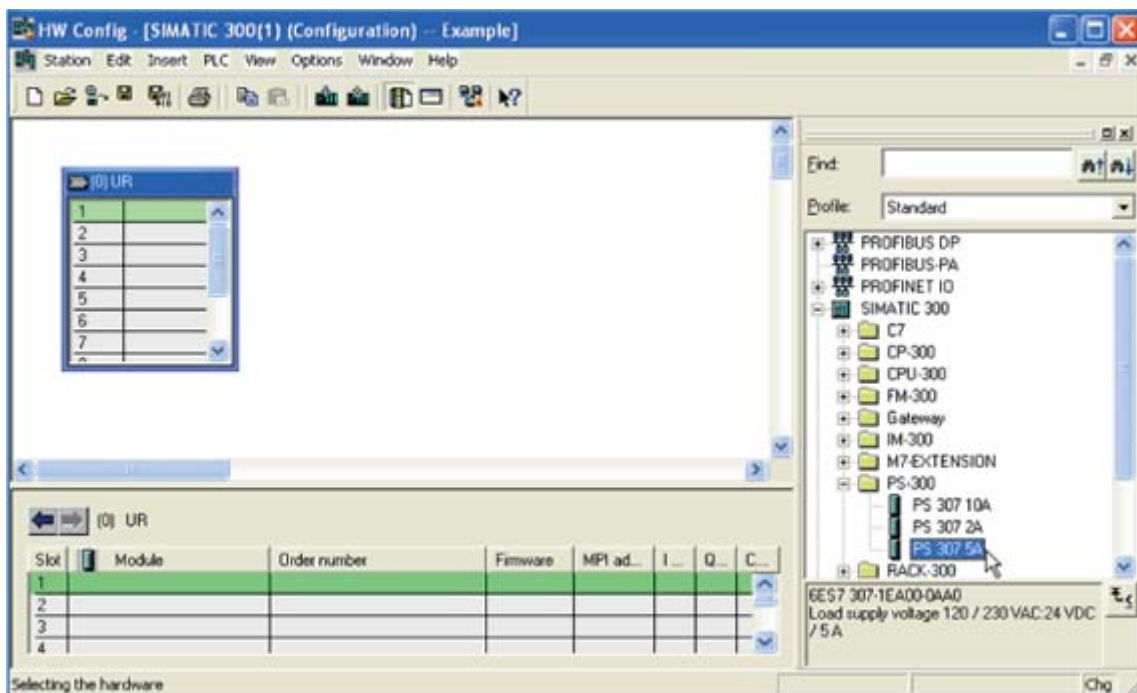 HW Config - [SIMATIC 300(1) (Configuration) -- Example]
Station Edit Insert PLC View Options Window Help
(0) UR
1
2
3
4
5
6
7
Find:
Profile: Standard
PROFIBUS DP
PROFIBUS-PA
PROFINET IO
SIMATIC 300
C7
CP-300
CPU-300
FM-300
Gateway
IM-300
M7-EXTENSION
PS-300
PS 307 10A
PS 307 2A
PS 307 5A
RACK-300
6ES7 307-1EA00-0AA0
Load supply voltage 120 / 230 VAC:24 VDC
/ 5 A
(0) UR
Slot Module Order number Firmware MPI ad... I... Q... C...
1
2
3
4
Selecting the hardware Chg